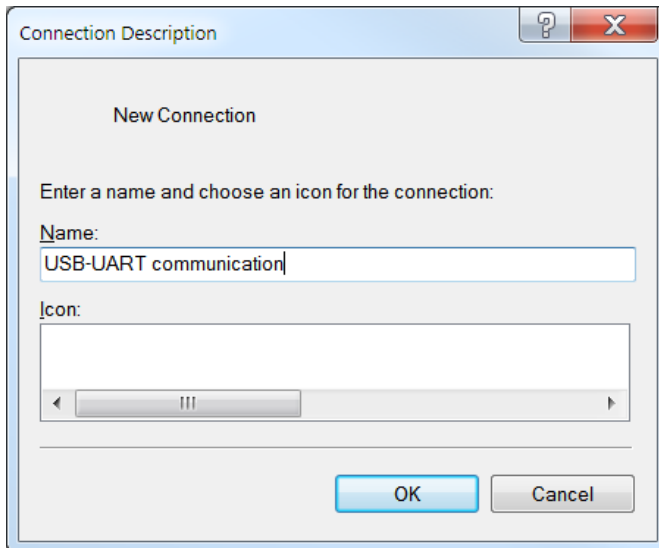 Connection Description
New Connection
Enter a name and choose an icon for the connection:
Name:
USB-UART communication
Icon:
OK Cancel